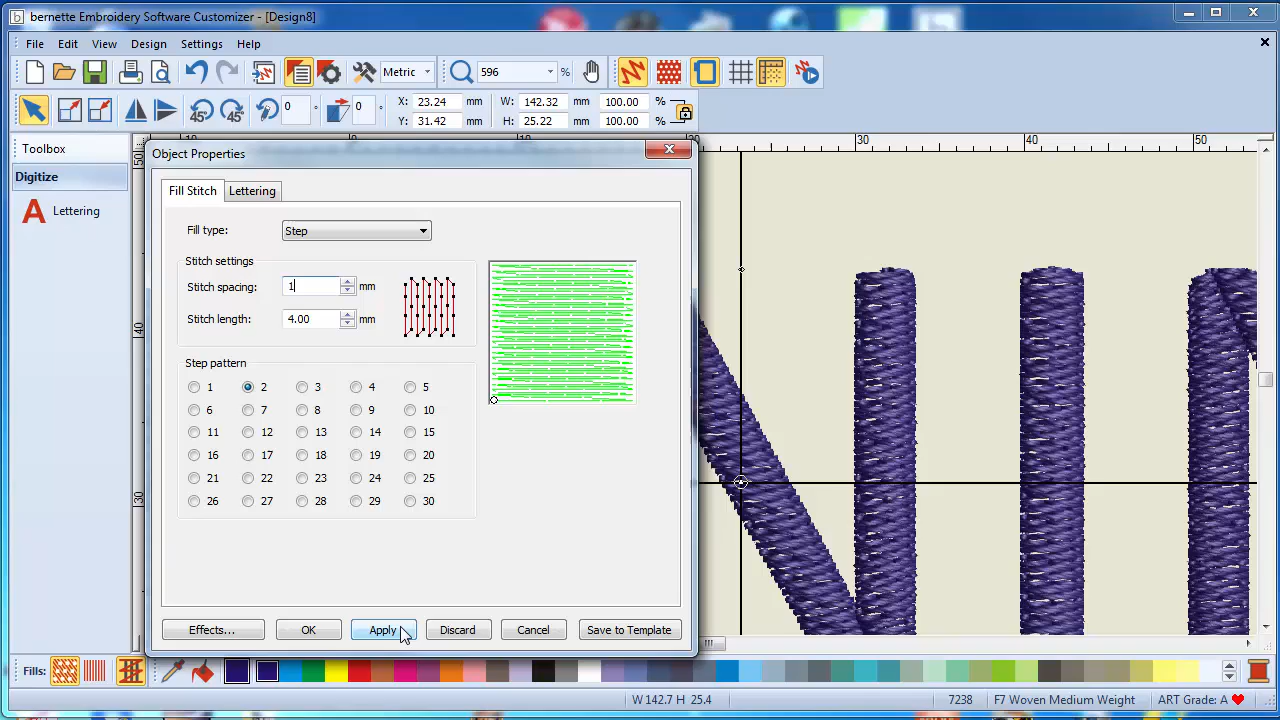 bernette Embroidery Software Customizer - [Design8]
File Edit View Design Settings Help
Metric 596 %
45° 45° 0 ° 0 ° X: 23.24 mm W: 142.32 mm 100.00 %
Y: 31.42 mm H: 25.22 mm 100.00 %
Toolbox
Digitize
Lettering
30 40 50
40
30
Object Properties
Fill Stitch Lettering
Fill type: Step
Stitch settings
Stitch spacing: 1 mm
Stitch length: 4.00 mm
Step pattern
1 2 3 4 5
6 7 8 9 10
11 12 13 14 15
16 17 18 19 20
21 22 23 24 25
26 27 28 29 30
Effects... OK Apply Discard Cancel Save to Template
Fills:
W 142.7 H 25.4 7238 F7 Woven Medium Weight ART Grade: A